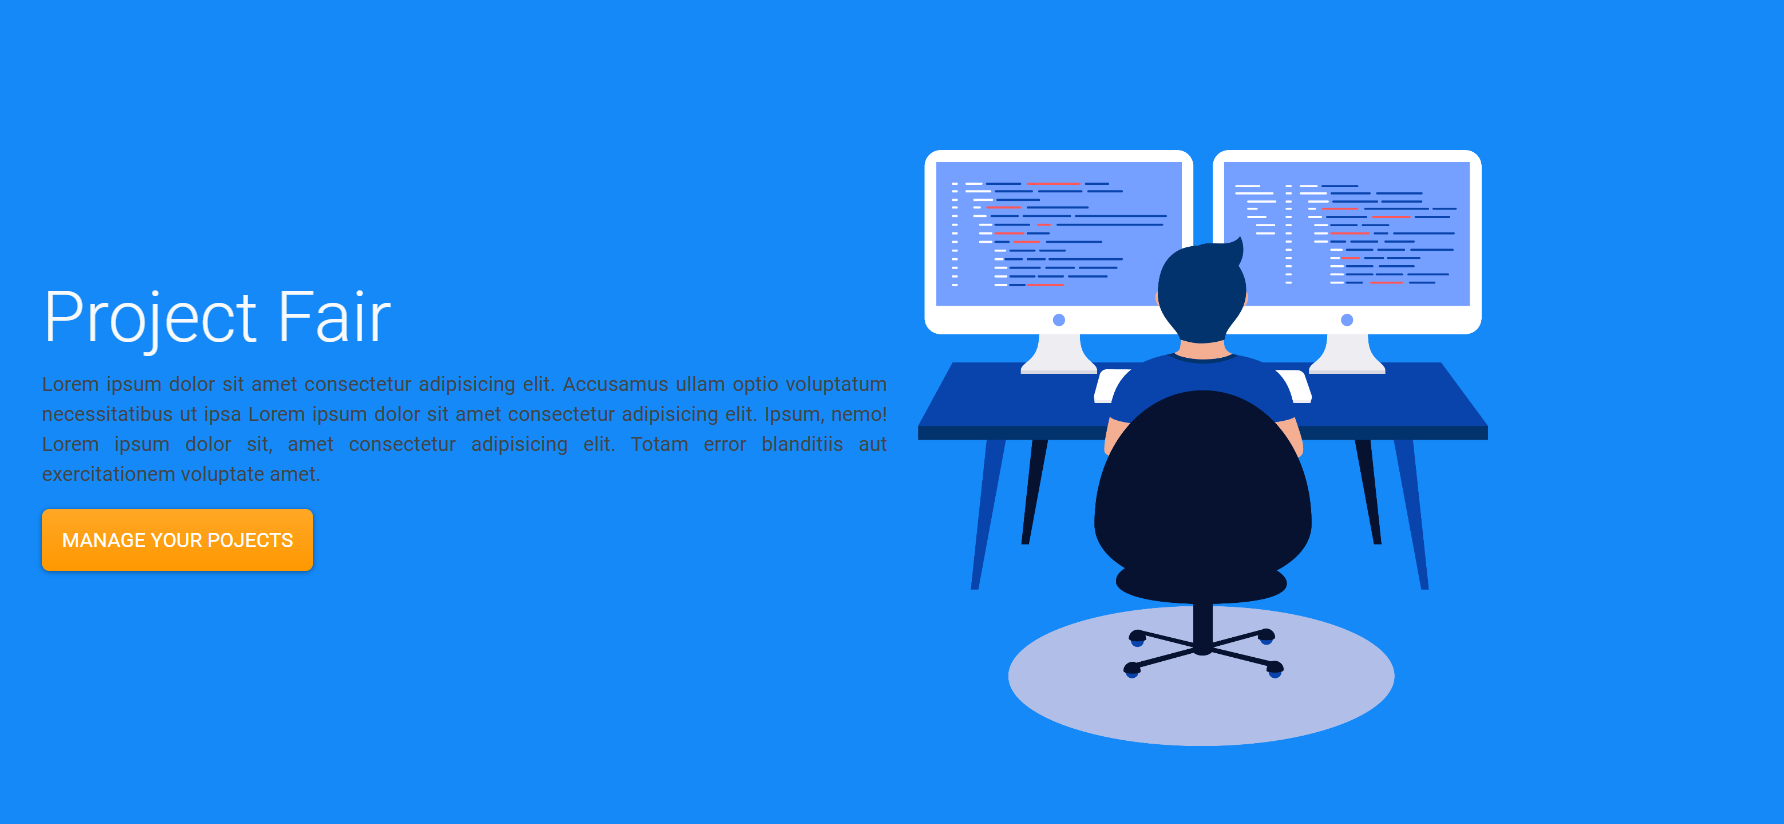 Project Fair
Lorem ipsum dolor sit amet consectetur adipisicing elit. Accusamus ullam optio voluptatum
necessitatibus ut ipsa Lorem ipsum dolor sit amet consectetur adipisicing elit. Ipsum, nemo!
Lorem ipsum dolor sit, amet consectetur adipisicing elit. Totam error blanditiis aut
exercitationem voluptate amet.
MANAGE YOUR POJECTS